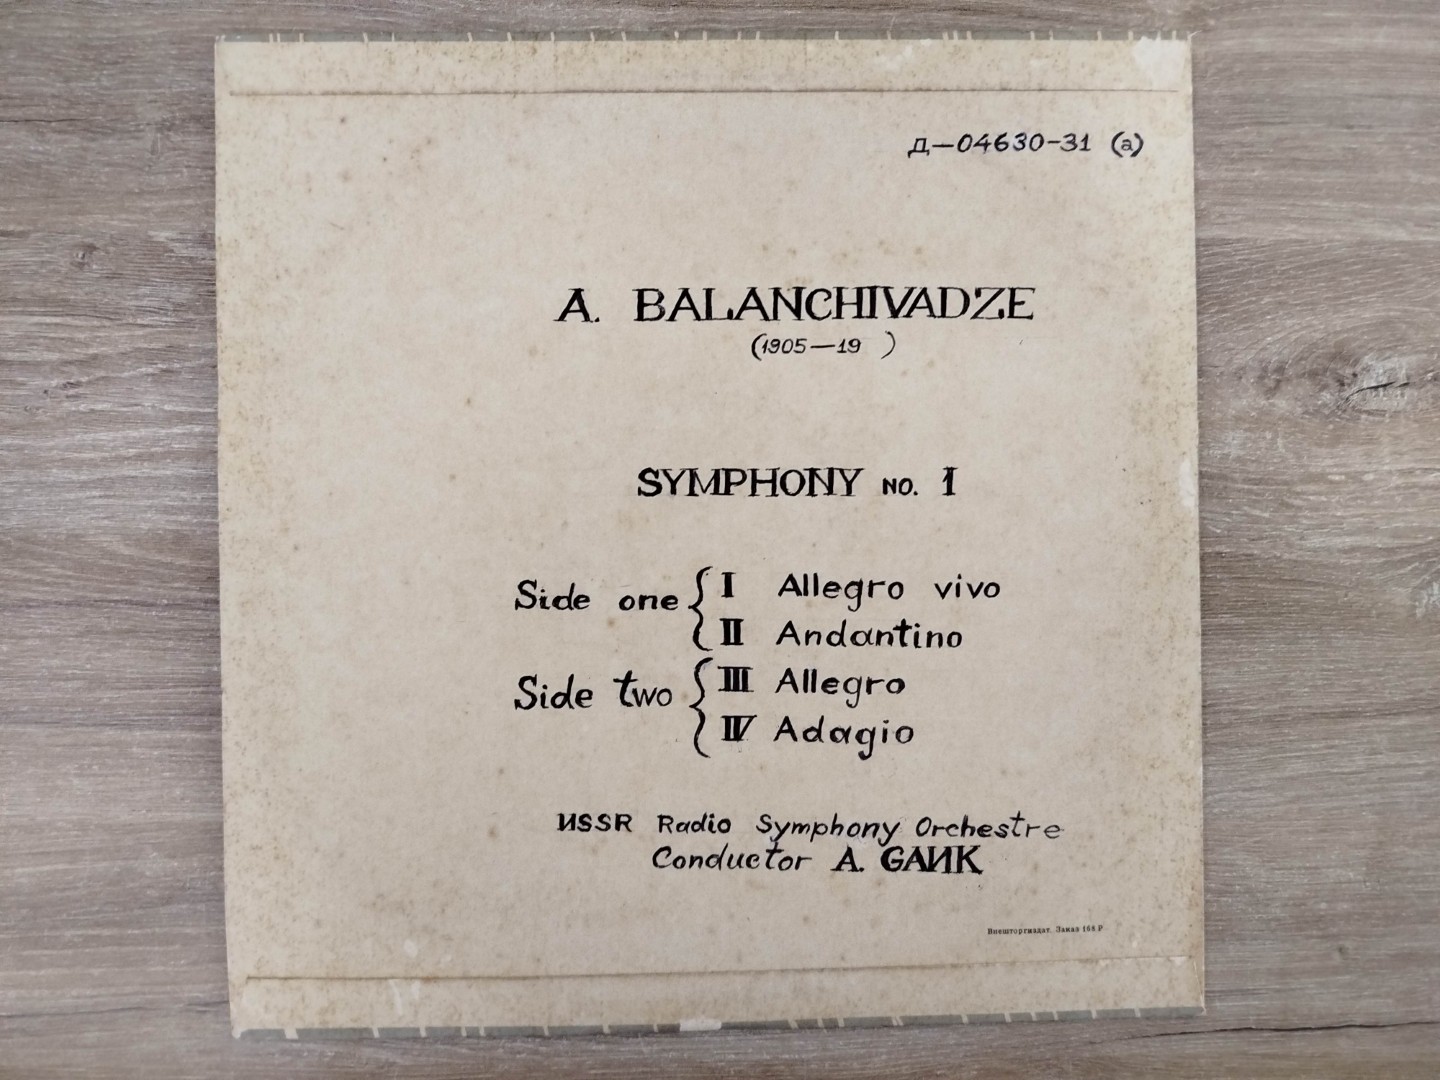 Д—04630-31 (a)
A. BALANCHIVADZE
(1905—19 )
SYMPHONY NO. 1
Side one { I Allegro vivo
II Andantino
Side two { III Allegro
IV Adagio
ИSSR Radio Symphony Orchestre
Conductor A. GAИK
Внешторгиздат. Заказ 168 Р